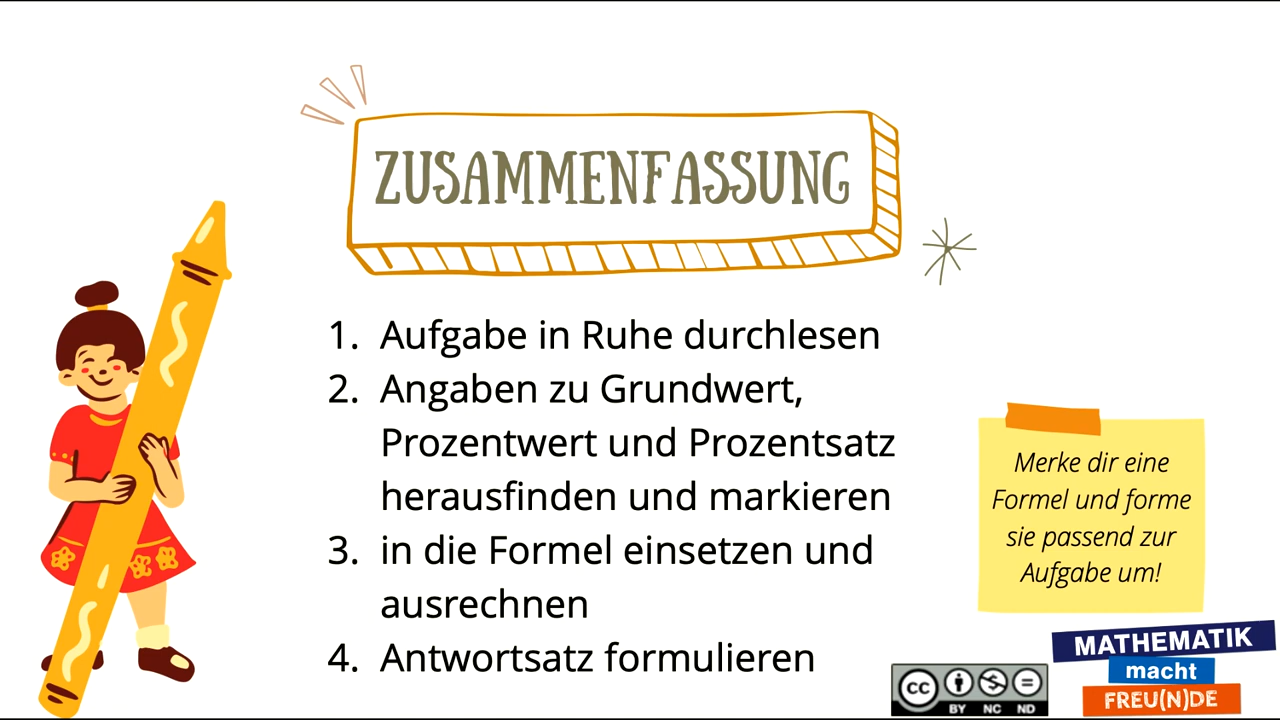 ZUSAMMENFASSUNG
1. Aufgabe in Ruhe durchlesen
2. Angaben zu Grundwert,
Prozentwert und Prozentsatz
herausfinden und markieren
3. in die Formel einsetzen und
ausrechnen
4. Antwortsatz formulieren
Merke dir eine
Formel und forme
sie passend zur
Aufgabe um!
cc BY NC ND
MATHEMATIK
macht
FREU(N)DE